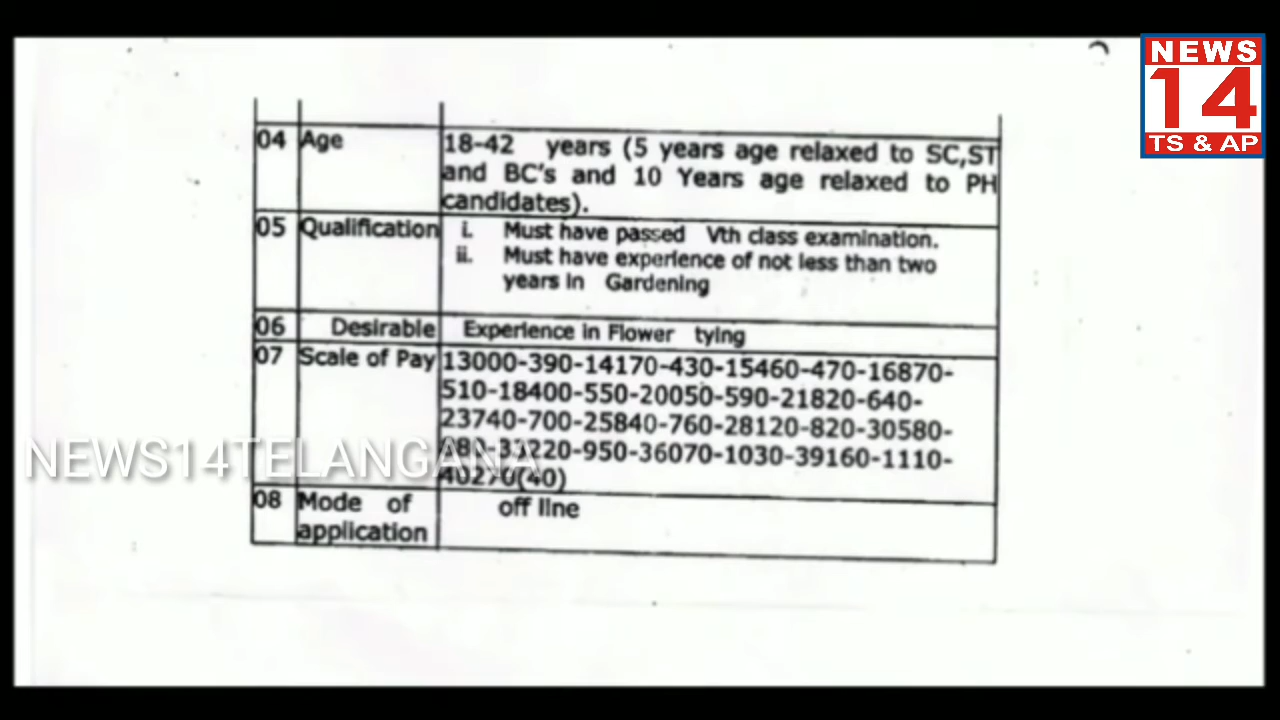 NEWS
14
TS & AP
04 Age 18-42 years (5 years age relaxed to SC,ST
and BC's and 10 Years age relaxed to PH
candidates).
05 Qualification i. Must have passed Vth class examination.
ii. Must have experience of not less than two
years in Gardening
06 Desirable Experience in Flower tying
07 Scale of Pay 13000-390-14170-430-15460-470-16870-
510-18400-550-20050-590-21820-640-
23740-700-25840-760-28120-820-30580-
880-33220-950-36070-1030-39160-1110-
40270(40)
NEWS14TELANGANA
08 Mode of off line
application